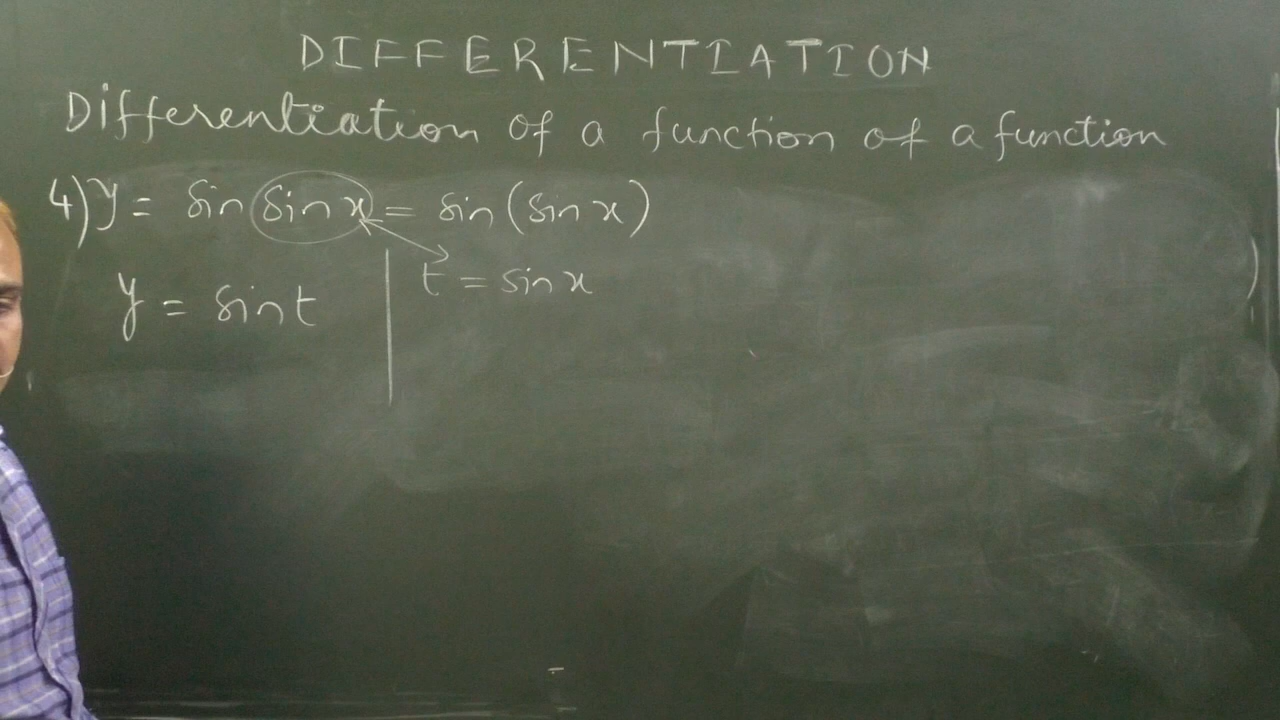 DIFFERENTIATION
Differentiation of a function of a function
4) y = sin sin x = sin (sin x)
y = sin t
t = sin x